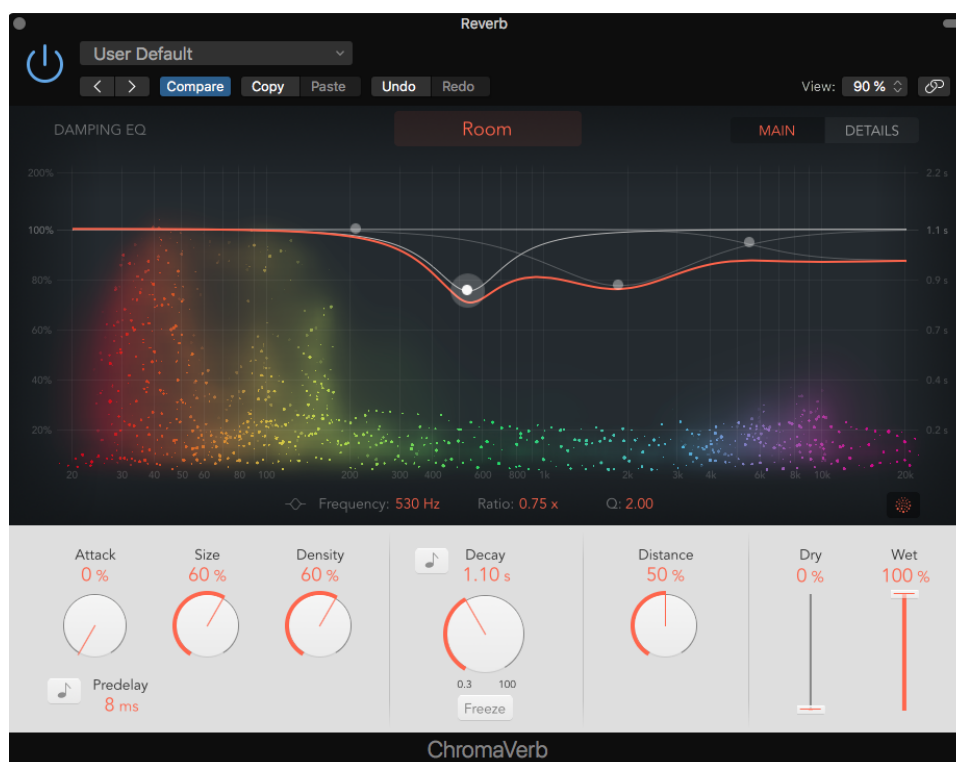 Reverb
User Default
Compare Copy Paste Undo Redo View: 90 %
DAMPING EQ Room MAIN DETAILS
200% 2.2 s
100% 1.1 s
80% 0.9 s
60% 0.7 s
40% 0.4 s
20% 0.2 s
20 30 40 50 60 80 100 200 300 400 600 800 1k 2k 3k 4k 6k 8k 10k 20k
Frequency: 530 Hz Ratio: 0.75 x Q: 2.00
Attack Size Density Decay Distance Dry Wet
0 % 60 % 60 % 1.10 s 50 % 0 % 100 %
0.3 100
Predelay
8 ms
Freeze
ChromaVerb